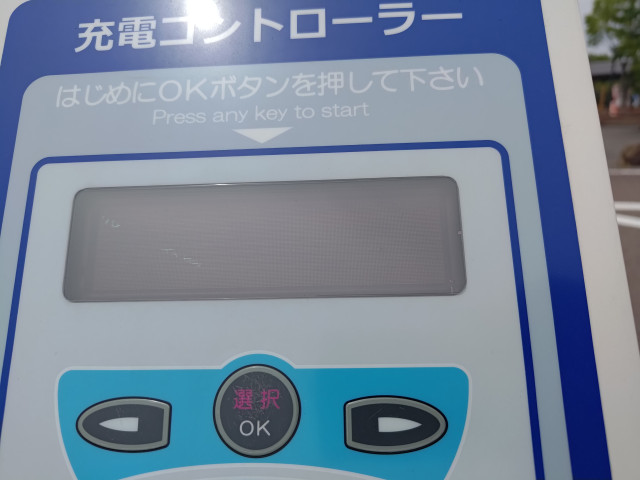 充電コントローラー
はじめにOKボタンを押して下さい
Press any key to start
選択
OK